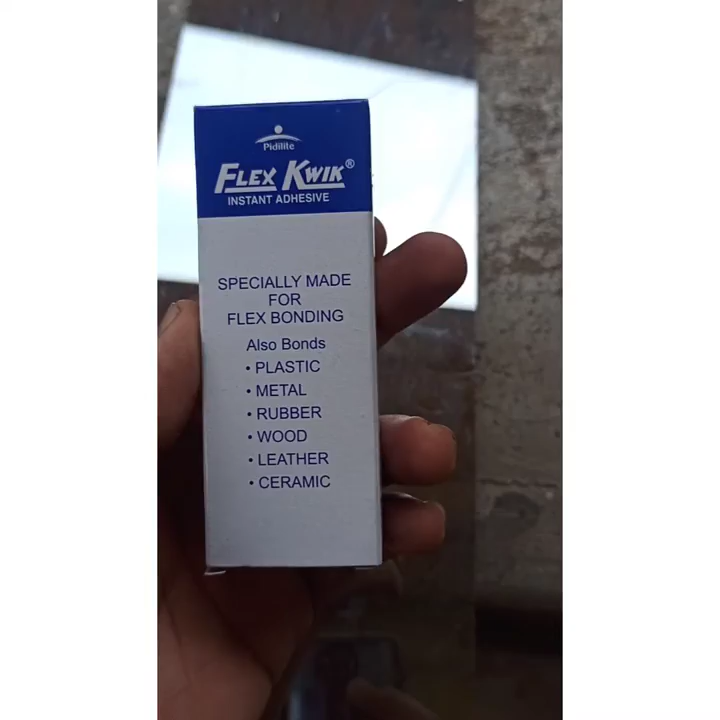 Pidilite
FLEX KWIK®
INSTANT ADHESIVE
SPECIALLY MADE
FOR
FLEX BONDING
Also Bonds
• PLASTIC
• METAL
• RUBBER
• WOOD
• LEATHER
• CERAMIC